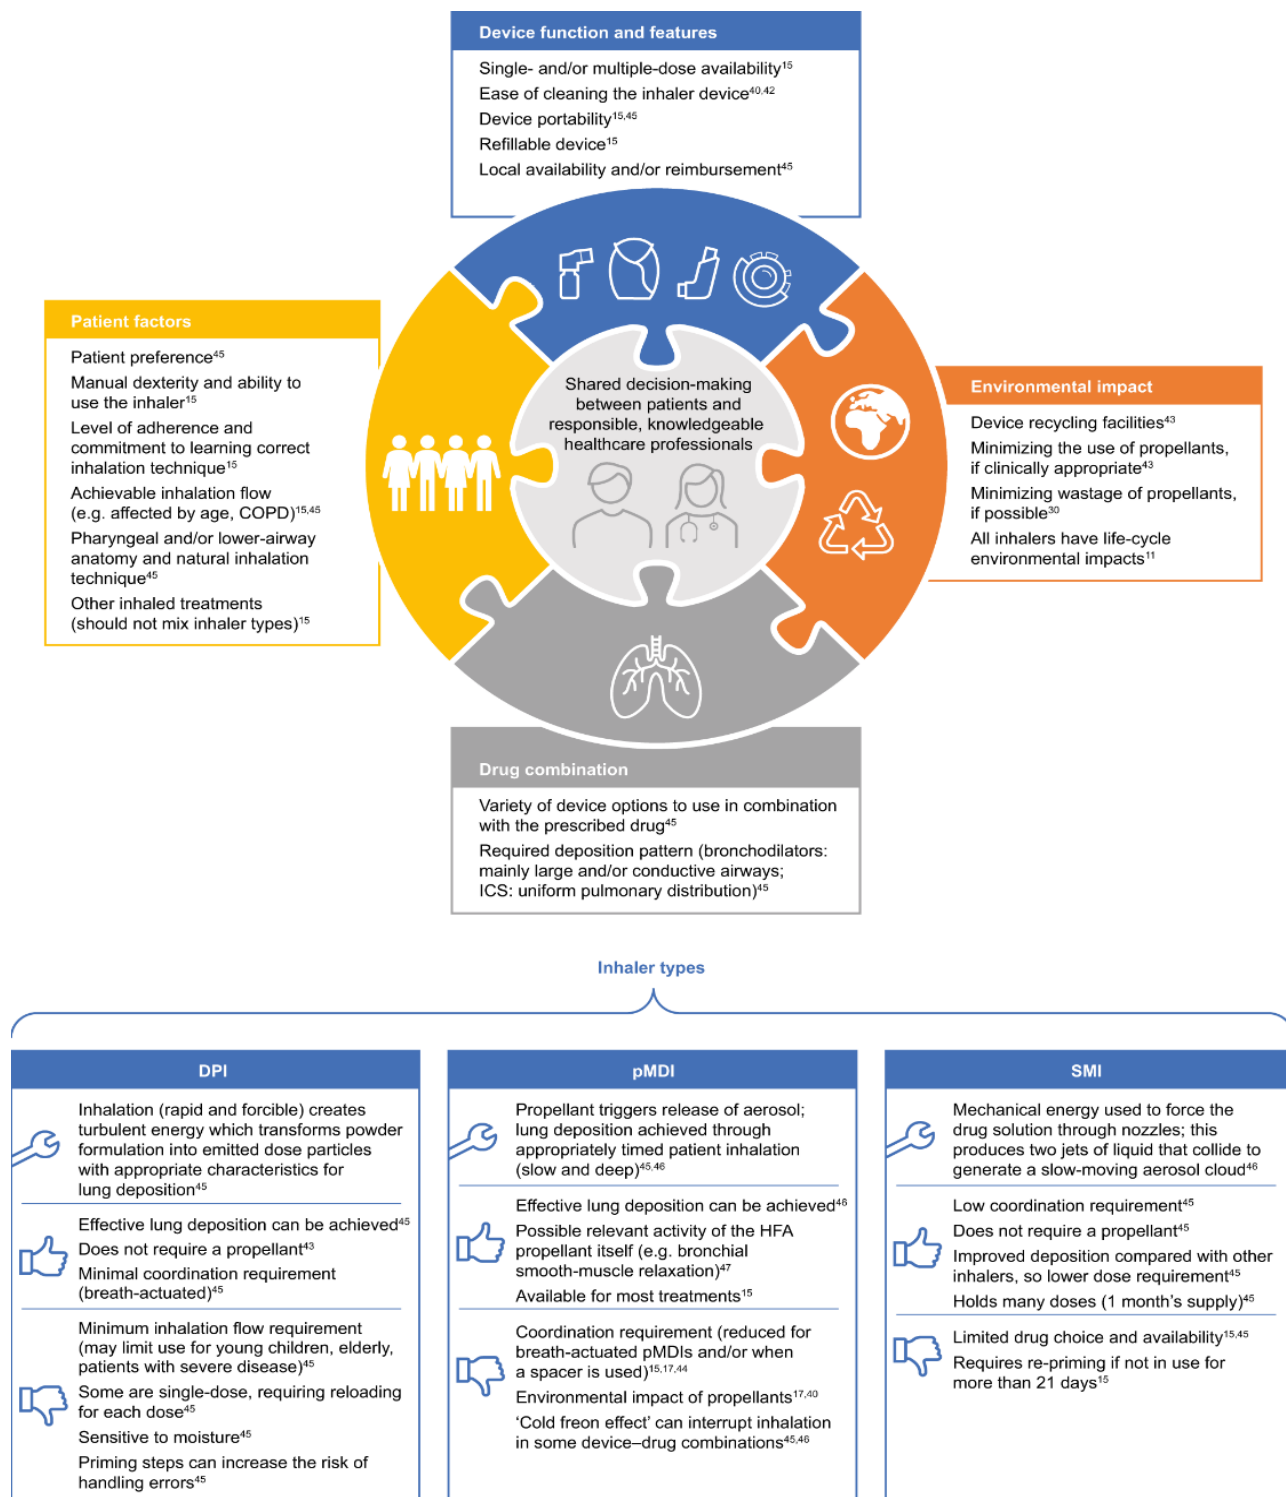 Device function and features
Single- and/or multiple-dose availability15
Ease of cleaning the inhaler device40,42
Device portability15,45
Refillable device15
Local availability and/or reimbursement45
Patient factors
Patient preference45
Manual dexterity and ability to
use the inhaler15
Level of adherence and
commitment to learning correct
inhalation technique15
Achievable inhalation flow
(e.g. affected by age, COPD)15,45
Pharyngeal and/or lower-airway
anatomy and natural inhalation
technique45
Other inhaled treatments
(should not mix inhaler types)15
Shared decision-making
between patients and
responsible, knowledgeable
healthcare professionals
Environmental impact
Device recycling facilities43
Minimizing the use of propellants,
if clinically appropriate43
Minimizing wastage of propellants,
if possible30
All inhalers have life-cycle
environmental impacts11
Drug combination
Variety of device options to use in combination
with the prescribed drug45
Required deposition pattern (bronchodilators:
mainly large and/or conductive airways;
ICS: uniform pulmonary distribution)45
Inhaler types
DPI
Inhalation (rapid and forcible) creates
turbulent energy which transforms powder
formulation into emitted dose particles
with appropriate characteristics for
lung deposition45
Effective lung deposition can be achieved45
Does not require a propellant43
Minimal coordination requirement
(breath-actuated)45
Minimum inhalation flow requirement
(may limit use for young children, elderly,
patients with severe disease)45
Some are single-dose, requiring reloading
for each dose45
Sensitive to moisture45
Priming steps can increase the risk of
handling errors45
pMDI
Propellant triggers release of aerosol;
lung deposition achieved through
appropriately timed patient inhalation
(slow and deep)45,46
Effective lung deposition can be achieved46
Possible relevant activity of the HFA
propellant itself (e.g. bronchial
smooth-muscle relaxation)47
Available for most treatments15
Coordination requirement (reduced for
breath-actuated pMDIs and/or when
a spacer is used)15,17,44
Environmental impact of propellants17,40
‘Cold freon effect’ can interrupt inhalation
in some device–drug combinations45,46
SMI
Mechanical energy used to force the
drug solution through nozzles; this
produces two jets of liquid that collide to
generate a slow-moving aerosol cloud46
Low coordination requirement45
Does not require a propellant45
Improved deposition compared with other
inhalers, so lower dose requirement45
Holds many doses (1 month’s supply)45
Limited drug choice and availability15,45
Requires re-priming if not in use for
more than 21 days15